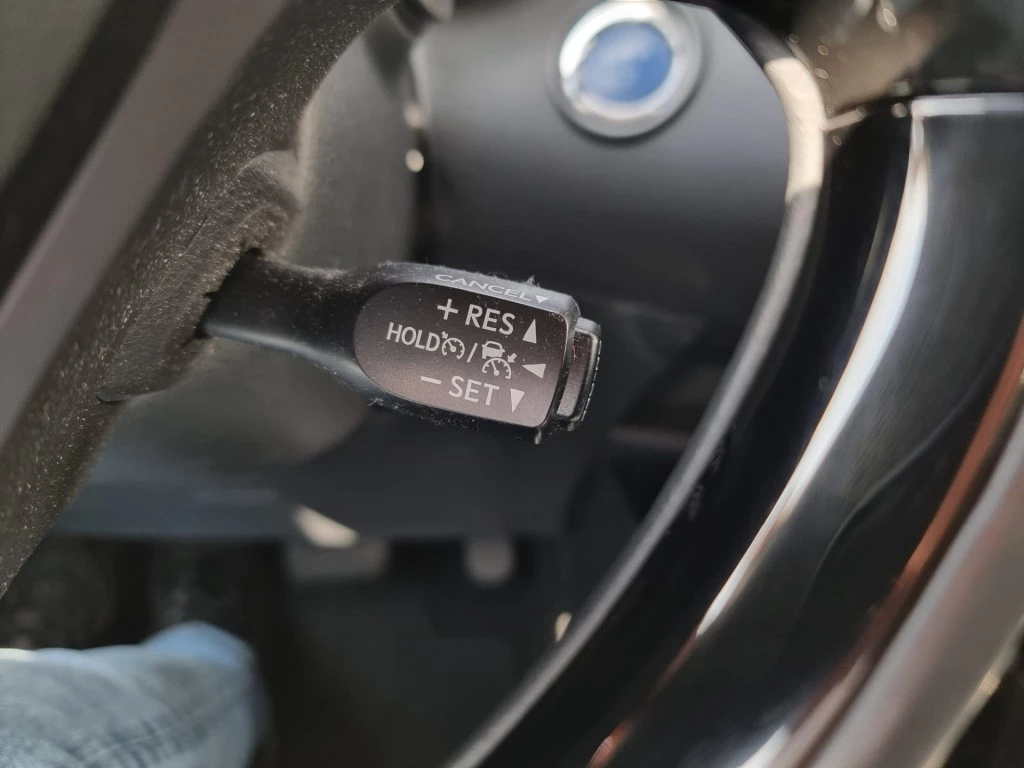 CANCEL▼
+ RES ▲
HOLD / ◀
− SET ▼